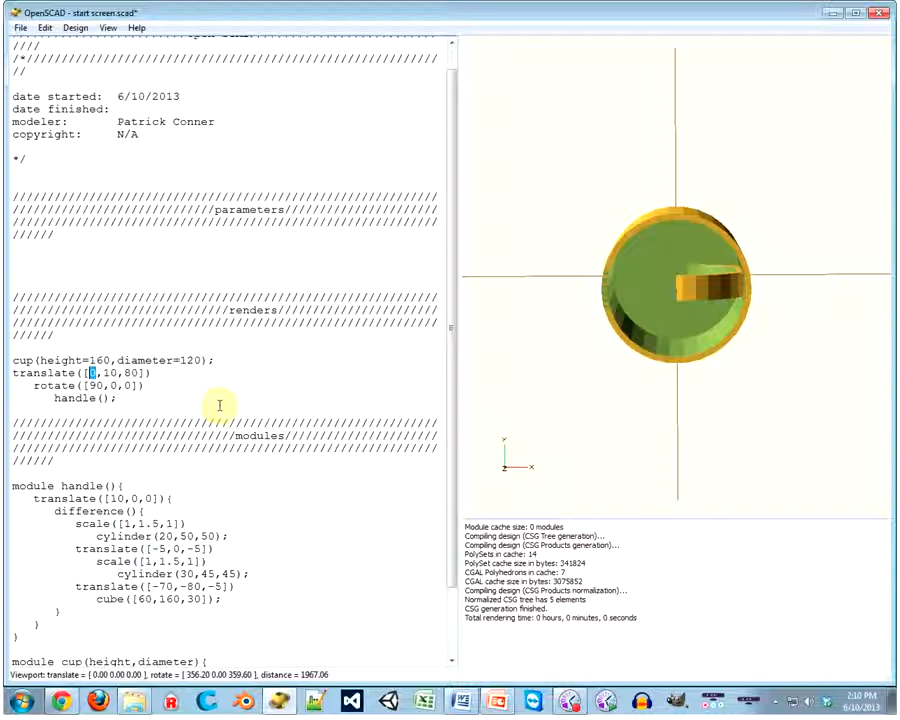 OpenSCAD - start screen.scad*
File Edit Design View Help
////
/*///////////////////////////////////////////////////////////
//
date started: 6/10/2013
date finished:
modeler: Patrick Conner
copyright: N/A
*/
/////////////////////////////////////////////////////////////
/////////////////////////////parameters//////////////////////
/////////////////////////////////////////////////////////////
//////
/////////////////////////////////////////////////////////////
///////////////////////////////renders///////////////////////
/////////////////////////////////////////////////////////////
//////
cup(height=160,diameter=120);
translate([0,10,80])
rotate([90,0,0])
handle();
/////////////////////////////////////////////////////////////
////////////////////////////////modules//////////////////////
/////////////////////////////////////////////////////////////
//////
module handle(){
translate([10,0,0]){
difference(){
scale([1,1.5,1])
cylinder(20,50,50);
translate([-5,0,-5])
scale([1,1.5,1])
cylinder(30,45,45);
translate([-70,-80,-5])
cube([60,160,30]);
}
}
}
module cup(height,diameter){
Y
X
Z
Module cache size: 0 modules
Compiling design (CSG Tree generation)...
Compiling design (CSG Products generation)...
PolySets in cache: 14
PolySet cache size in bytes: 341824
CGAL Polyhedrons in cache: 7
CGAL cache size in bytes: 3075852
Compiling design (CSG Products normalization)...
Normalized CSG tree has 5 elements
CSG generation finished.
Total rendering time: 0 hours, 0 minutes, 0 seconds
Viewport: translate = [ 0.00 0.00 0.00 ], rotate = [ 356.20 0.00 359.60 ], distance = 1967.06
2:10 PM
6/10/2013